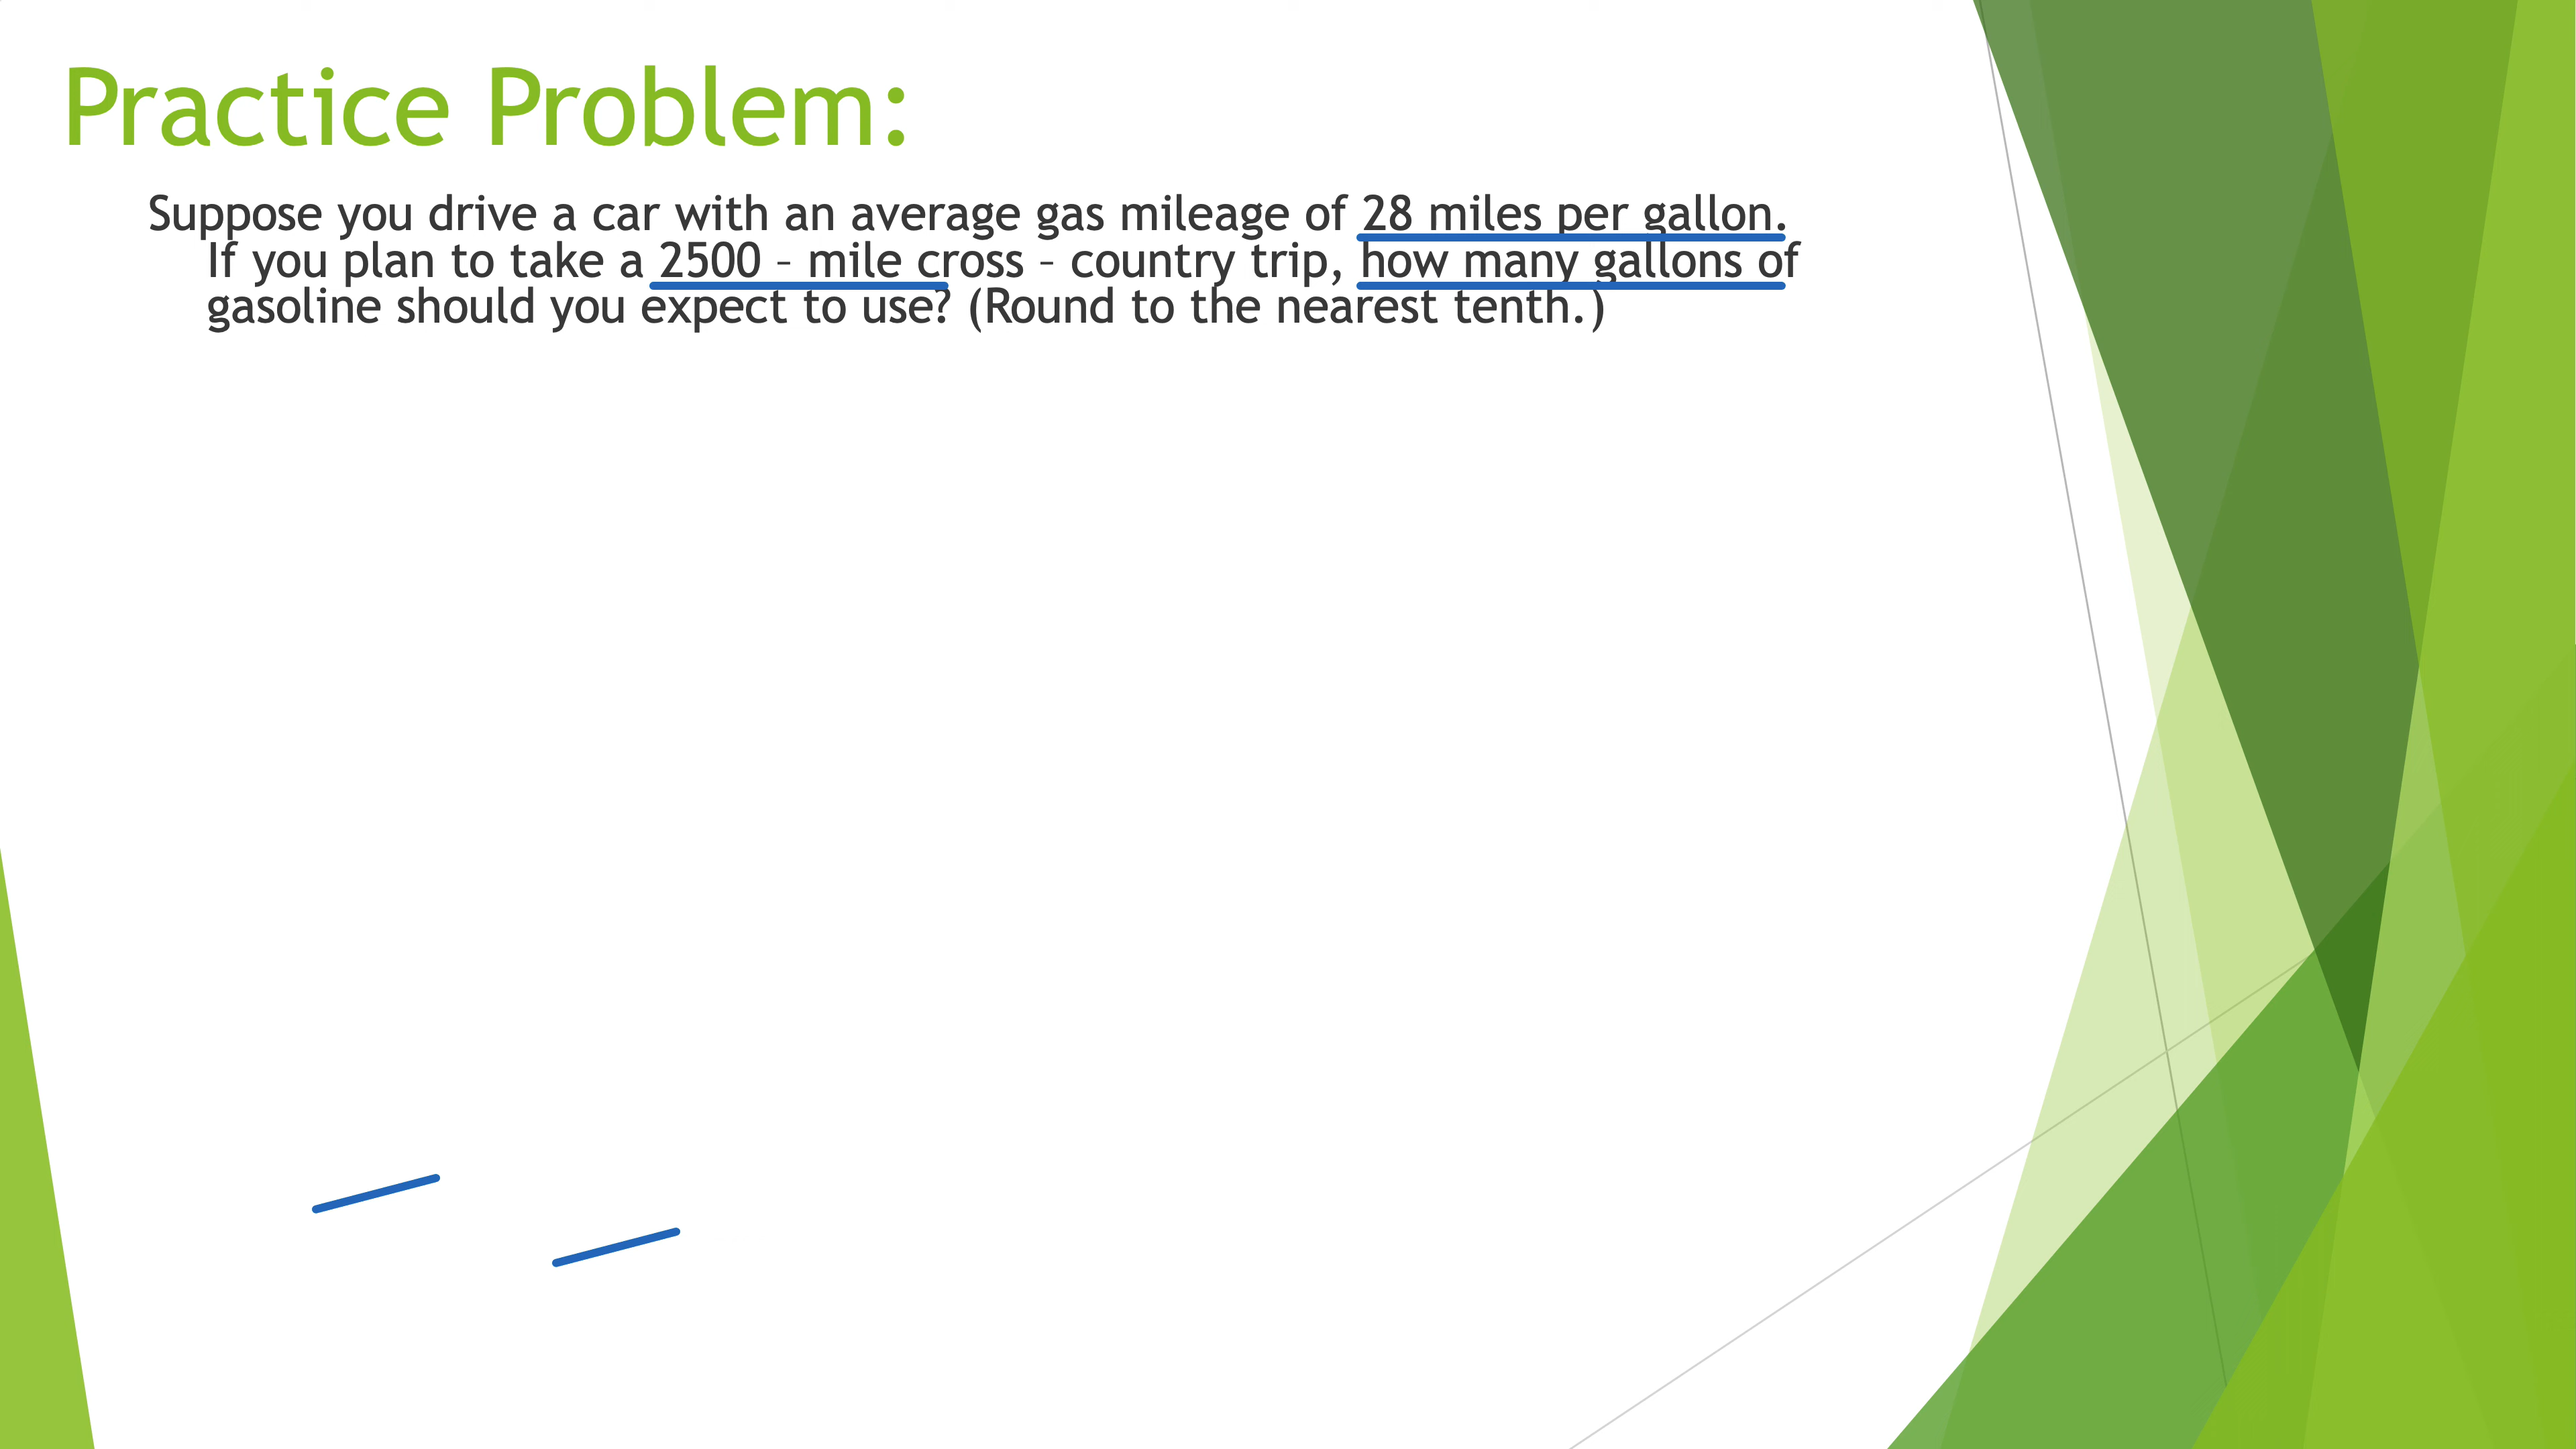 Practice Problem:
Suppose you drive a car with an average gas mileage of 28 miles per gallon.
If you plan to take a 2500 – mile cross – country trip, how many gallons of
gasoline should you expect to use? (Round to the nearest tenth.)